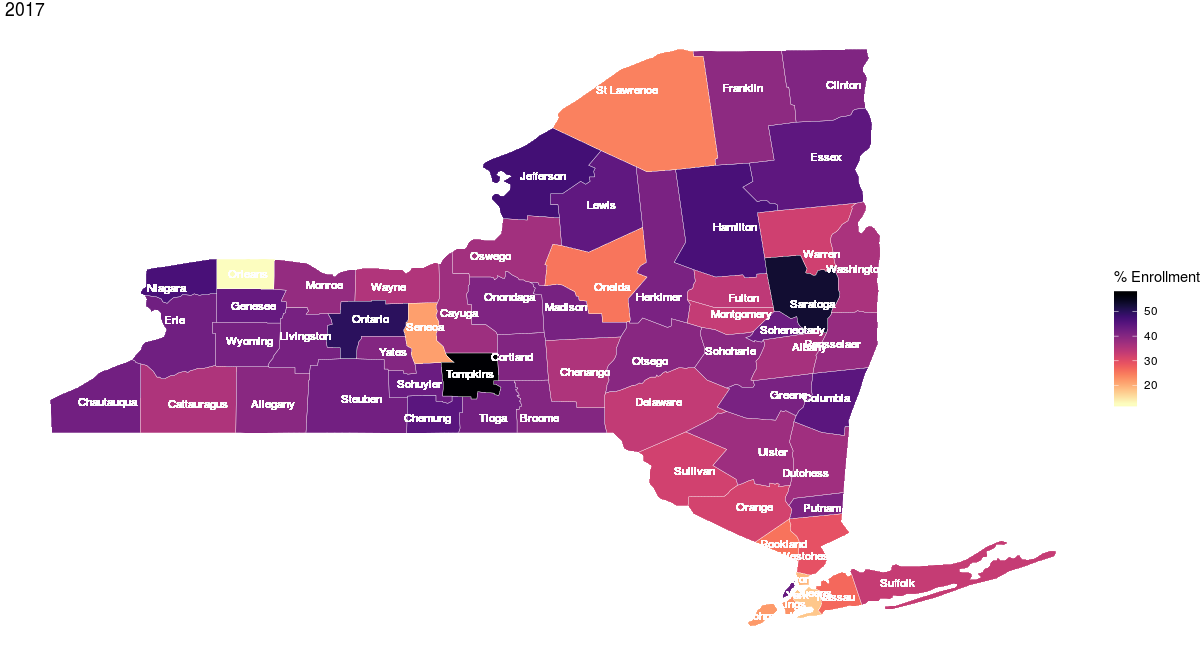 2017
St Lawrence
Franklin
Clinton
Essex
Jefferson
Lewis
Hamilton
Warren
Washington
Oswego
Oneida
Herkimer
Fulton
Saratoga
Montgomery
Niagara
Orleans
Monroe
Wayne
Genesee
Erie
Ontario
Seneca
Cayuga
Onondaga
Madison
Wyoming
Livingston
Yates
Cortland
Otsego
Schoharie
Schenectady
Albany
Rensselaer
Tompkins
Schuyler
Chenango
Chautauqua
Cattaraugus
Allegany
Steuben
Chemung
Tioga
Broome
Delaware
Greene
Columbia
Ulster
Dutchess
Sullivan
Orange
Putnam
Rockland
Westches
Nassau
Suffolk
% Enrollment
50
40
30
20